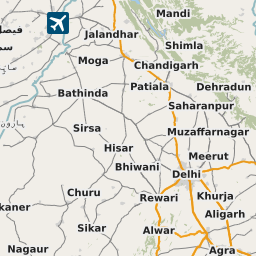 Mandi
فیصل
Jalandhar
Shimla
Moga
Chandigarh
Dehradun
Bathinda
Patiala
Saharanpur
Sirsa
Muzaffarnagar
Hisar
Meerut
Bhiwani
Delhi
Churu
Rewari
Khurja
kaner
Aligarh
Sikar
Alwar
Nagaur
Agra